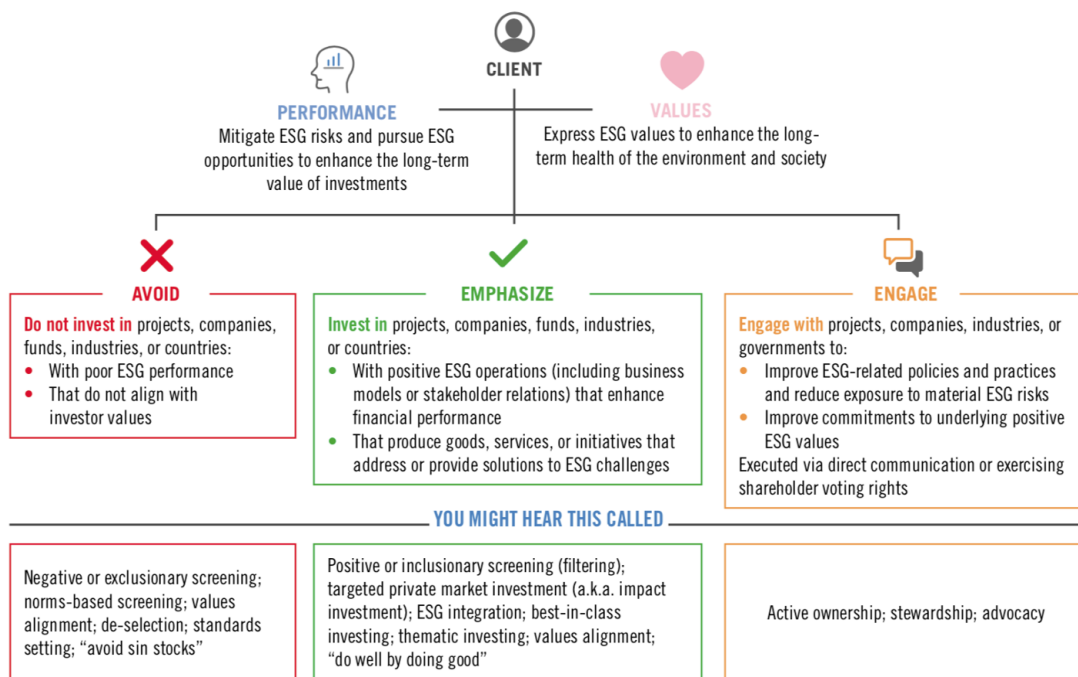 CLIENT
PERFORMANCE
Mitigate ESG risks and pursue ESG
opportunities to enhance the long-term
value of investments
VALUES
Express ESG values to enhance the long-
term health of the environment and society
AVOID
Do not invest in projects, companies,
funds, industries, or countries:
• With poor ESG performance
• That do not align with
investor values
EMPHASIZE
Invest in projects, companies, funds, industries,
or countries:
• With positive ESG operations (including business
models or stakeholder relations) that enhance
financial performance
• That produce goods, services, or initiatives that
address or provide solutions to ESG challenges
ENGAGE
Engage with projects, companies, industries, or
governments to:
• Improve ESG-related policies and practices
and reduce exposure to material ESG risks
• Improve commitments to underlying positive
ESG values
Executed via direct communication or exercising
shareholder voting rights
YOU MIGHT HEAR THIS CALLED
Negative or exclusionary screening;
norms-based screening; values
alignment; de-selection; standards
setting; “avoid sin stocks”
Positive or inclusionary screening (filtering);
targeted private market investment (a.k.a. impact
investment); ESG integration; best-in-class
investing; thematic investing; values alignment;
“do well by doing good”
Active ownership; stewardship; advocacy